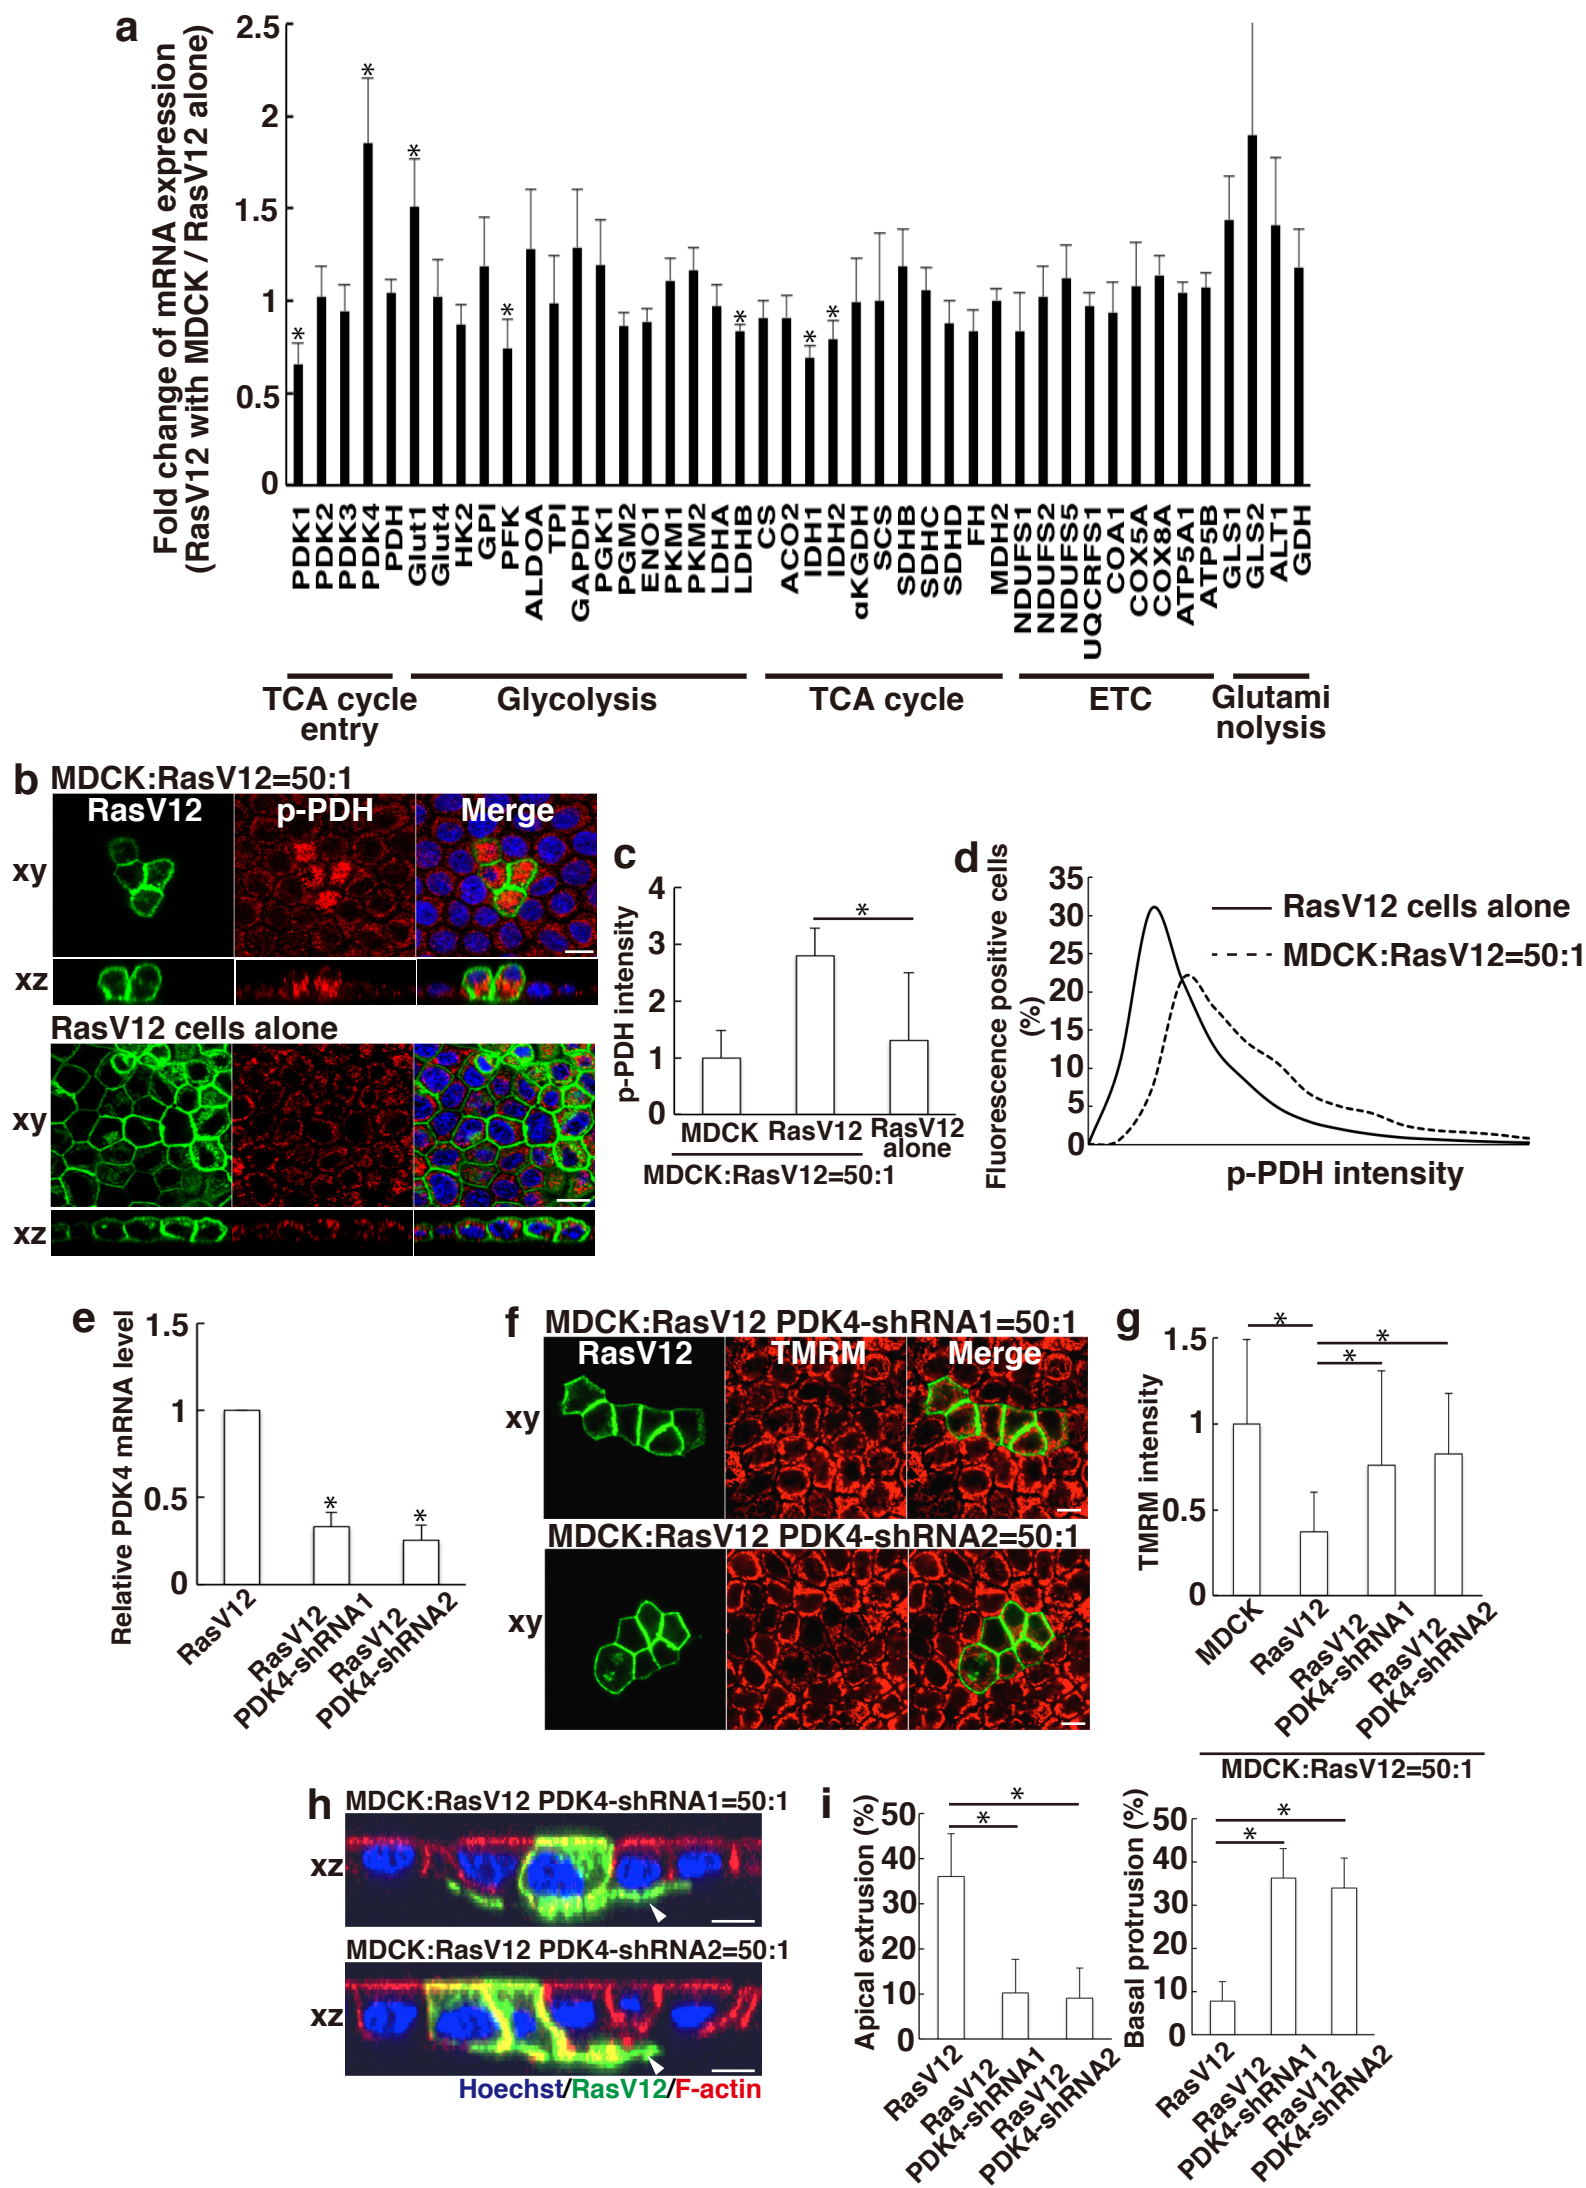 a
Fold change of mRNA expression
(RasV12 with MDCK / RasV12 alone)
2.5
2
1.5
1
0.5
0
* * * * * * *
PDK1 PDK2 PDK3 PDK4 PDH Glut1 Glut4 HK2 GPI PFK ALDOA TPI GAPDH PGK1 PGM2 ENO1 PKM1 PKM2 LDHA LDHB CS ACO2 IDH1 IDH2 αKGDH SCS SDHB SDHC SDHD FH MDH2 NDUFS1 NDUFS2 NDUFS5 UQCRFS1 COA1 COX5A COX8A ATP5A1 ATP5B GLS1 GLS2 ALT1 GDH
TCA cycle
entry
Glycolysis
TCA cycle
ETC
Glutami
nolysis
b
MDCK:RasV12=50:1
RasV12 p-PDH Merge
xy
xz
RasV12 cells alone
xy
xz
c
p-PDH intensity
4
3
2
1
0
*
MDCK RasV12 RasV12
alone
MDCK:RasV12=50:1
d
Fluorescence positive cells
(%)
35
30
25
20
15
10
5
0
RasV12 cells alone
MDCK:RasV12=50:1
p-PDH intensity
e
Relative PDK4 mRNA level
1.5
1
0.5
0
* *
RasV12
RasV12
PDK4-shRNA1
RasV12
PDK4-shRNA2
f
MDCK:RasV12 PDK4-shRNA1=50:1
RasV12 TMRM Merge
xy
MDCK:RasV12 PDK4-shRNA2=50:1
xy
g
TMRM intensity
1.5
1
0.5
0
* * *
MDCK
RasV12
RasV12
PDK4-shRNA1
RasV12
PDK4-shRNA2
MDCK:RasV12=50:1
h
MDCK:RasV12 PDK4-shRNA1=50:1
xz
MDCK:RasV12 PDK4-shRNA2=50:1
xz
Hoechst/RasV12/F-actin
i
Apical extrusion (%)
50
40
30
20
10
0
* *
RasV12
RasV12
PDK4-shRNA1
RasV12
PDK4-shRNA2
Basal protrusion (%)
50
40
30
20
10
0
* *
RasV12
RasV12
PDK4-shRNA1
RasV12
PDK4-shRNA2